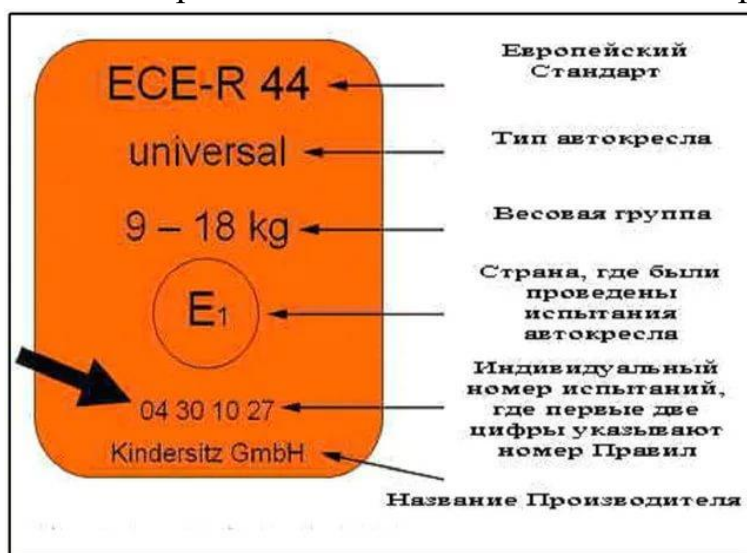 ECE-R 44
Европейский
Стандарт
universal
Тип автокресла
9 – 18 kg
Весовая группа
E1
Страна, где были
проведены
испытания
автокресла
04 30 10 27
Индивидуальный
номер испытаний,
где первые две
цифры указывают
номер Правил
Kindersitz GmbH
Название Производителя